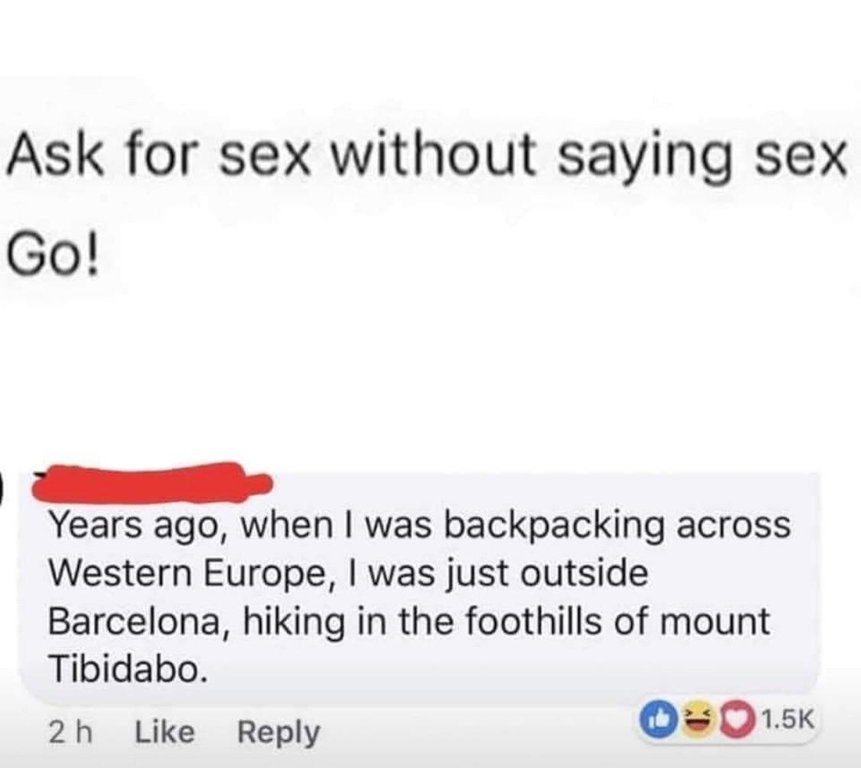 Ask for sex without saying sex
Go!
Years ago, when I was backpacking across
Western Europe, I was just outside
Barcelona, hiking in the foothills of mount
Tibidabo.
2 h Like Reply 1.5K